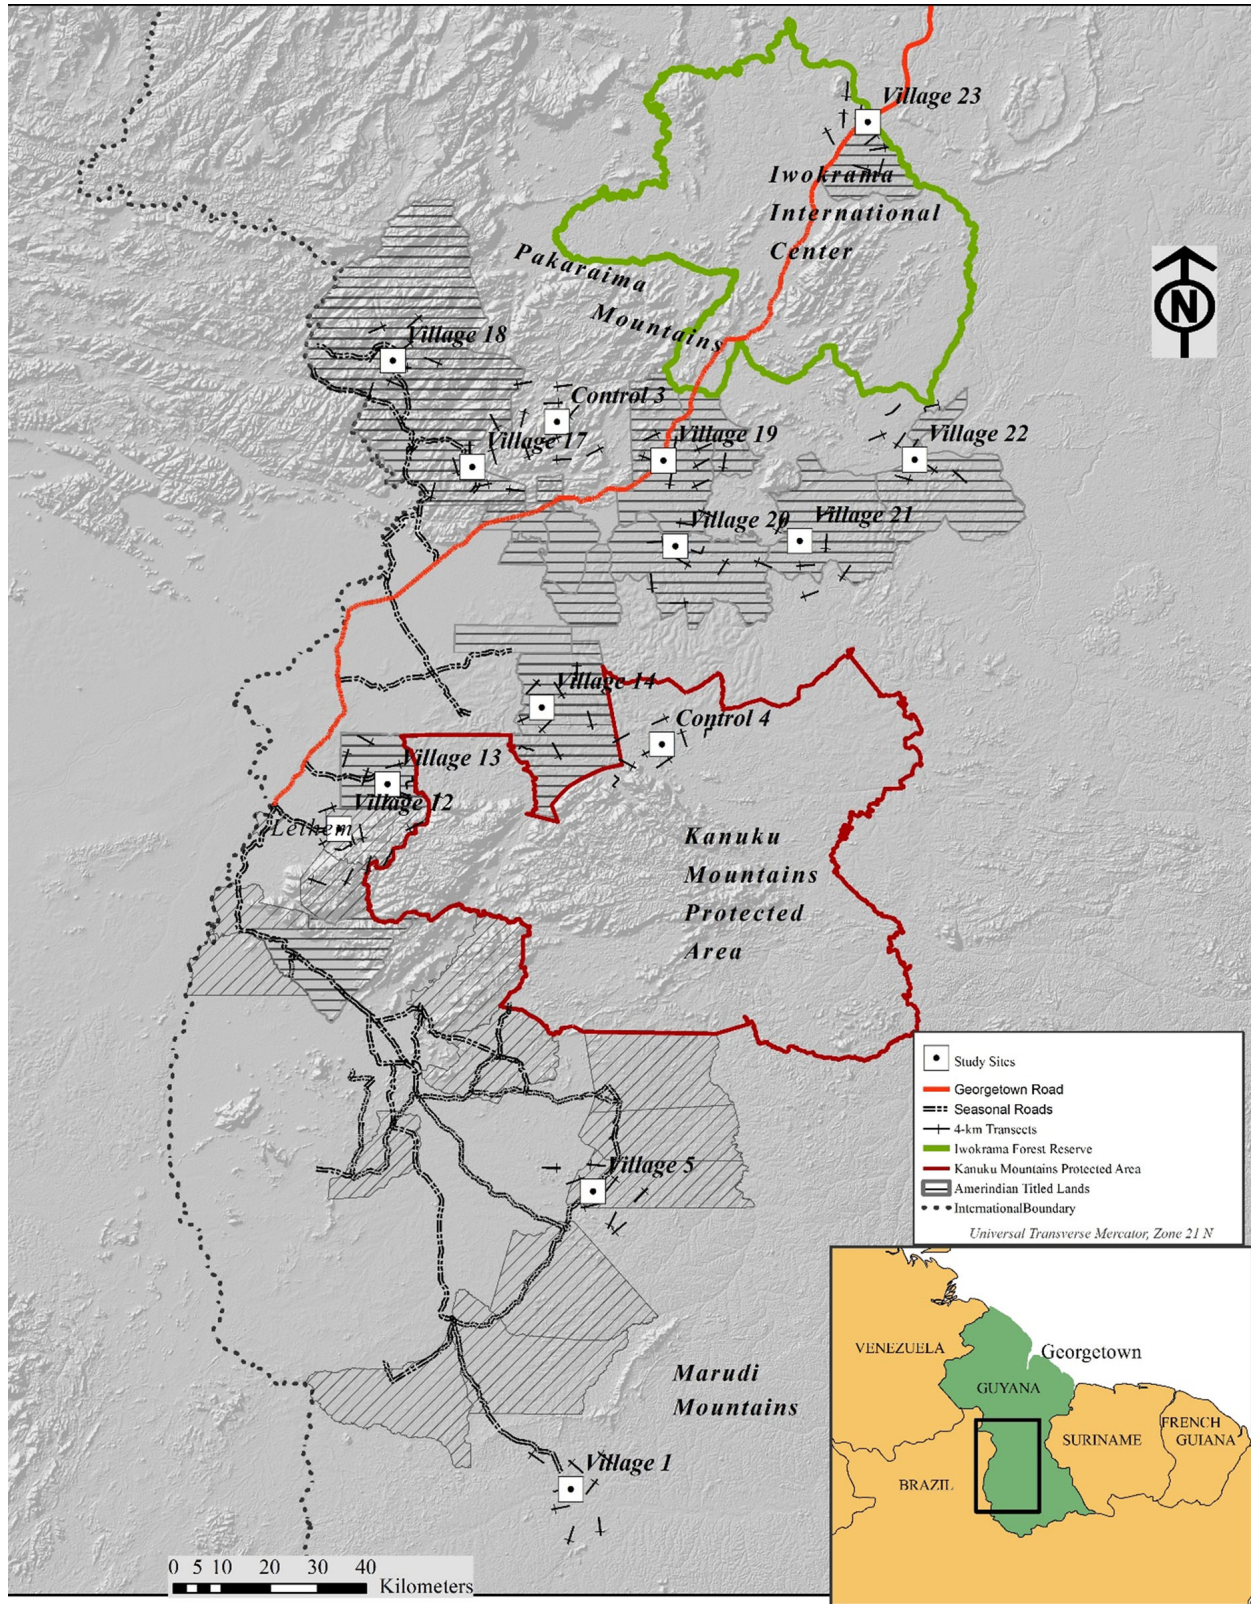 Village 23
Iwokrama
International
Center
Pakaraima
Mountains
Village 18
Control 3
Village 17
Village 19
Village 22
Village 20
Village 21
Village 14
Control 4
Village 13
Village 12
Lethem
Kanuku
Mountains
Protected
Area
Village 5
Marudi
Mountains
Village 1
N
Study Sites
Georgetown Road
Seasonal Roads
4-km Transects
Iwokrama Forest Reserve
Kanuku Mountains Protected Area
Amerindian Titled Lands
InternationalBoundary
Universal Transverse Mercator, Zone 21 N
VENEZUELA
Georgetown
GUYANA
SURINAME
FRENCH
GUIANA
BRAZIL
0 5 10 20 30 40
Kilometers